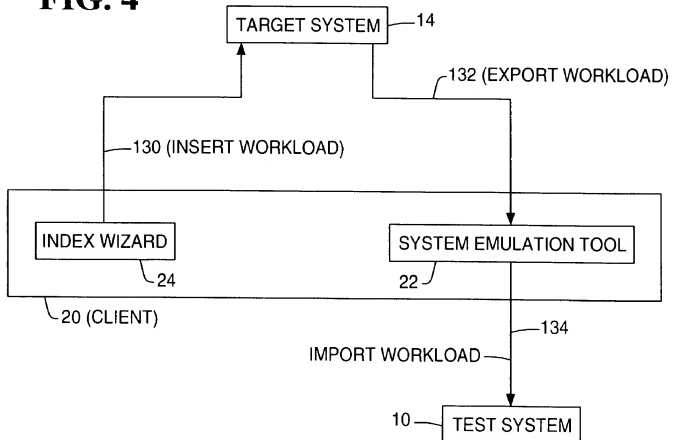 FIG. 4
TARGET SYSTEM
14
132 (EXPORT WORKLOAD)
130 (INSERT WORKLOAD)
INDEX WIZARD
SYSTEM EMULATION TOOL
24
22
20 (CLIENT)
134
IMPORT WORKLOAD
10
TEST SYSTEM